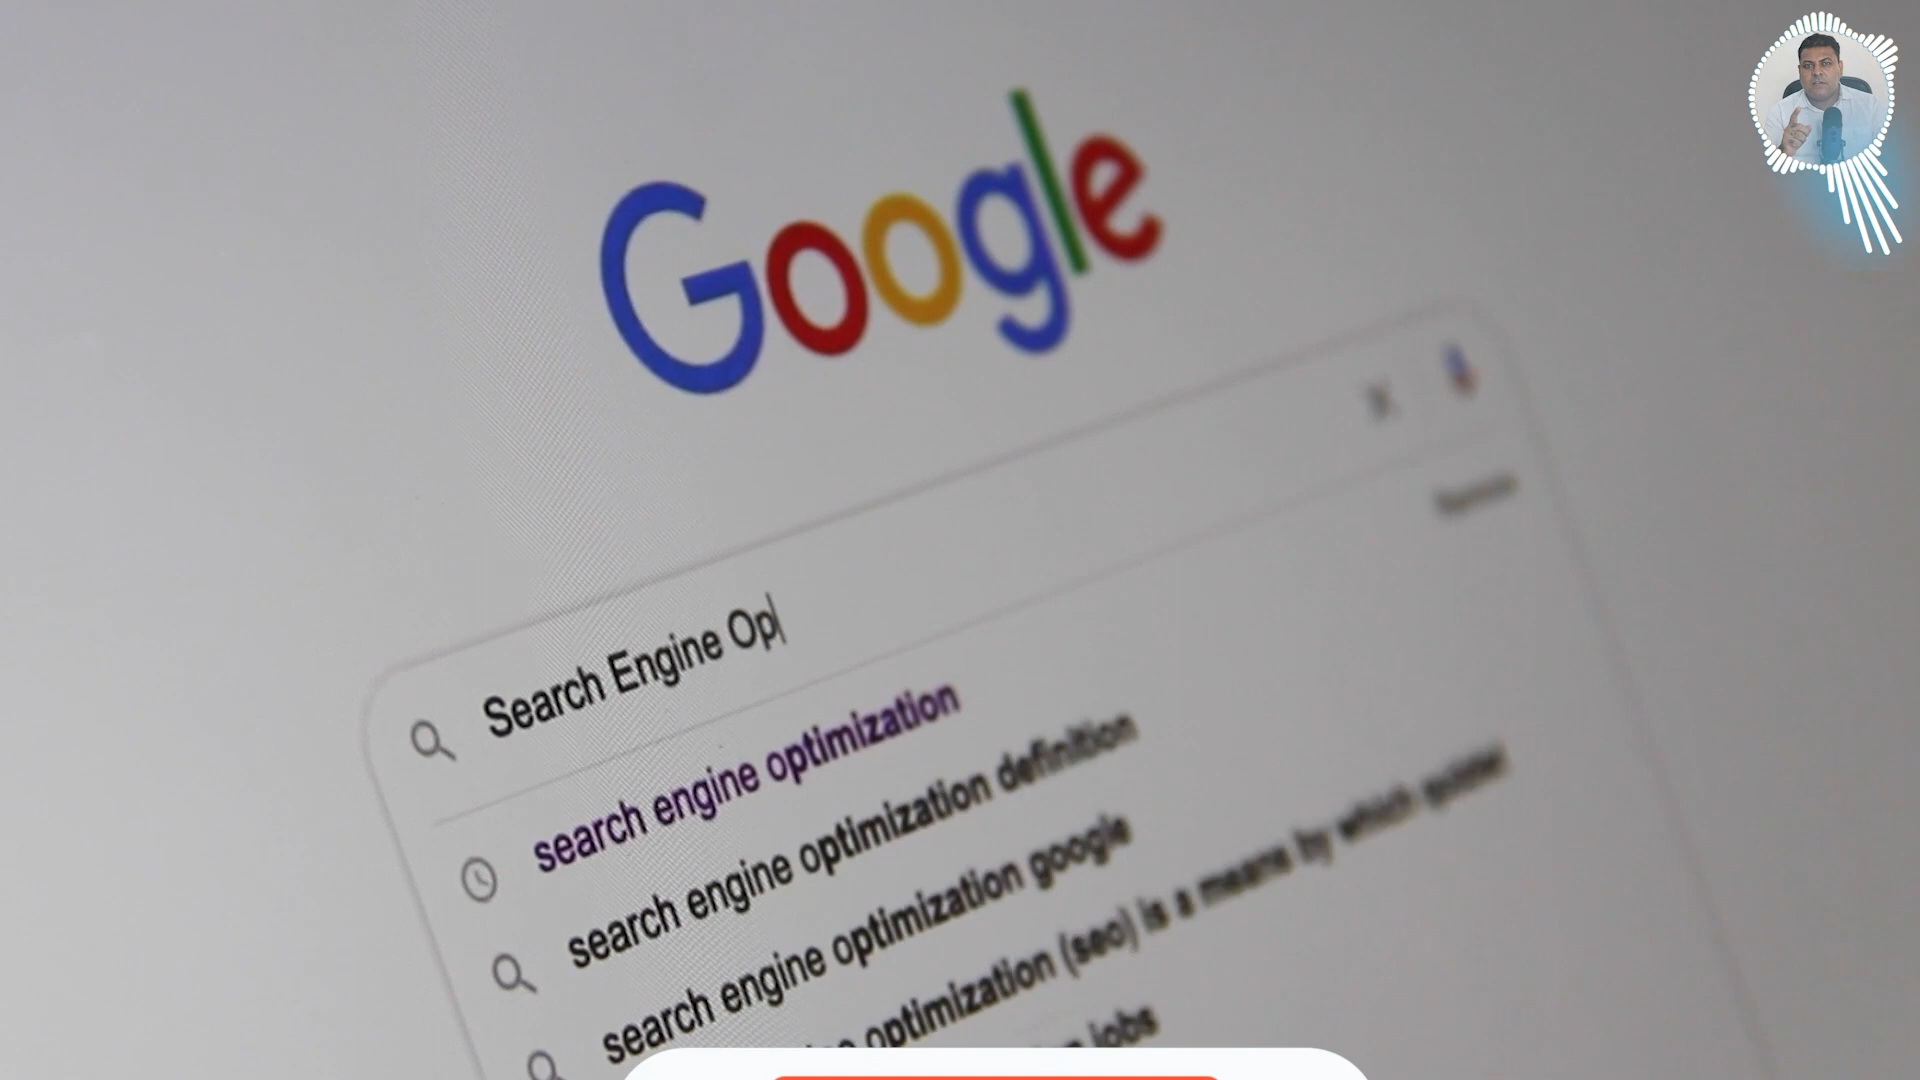 Google
Search Engine Op
search engine optimization
search engine optimization definition
search engine optimization google
optimization (seo) is a means by which
jobs